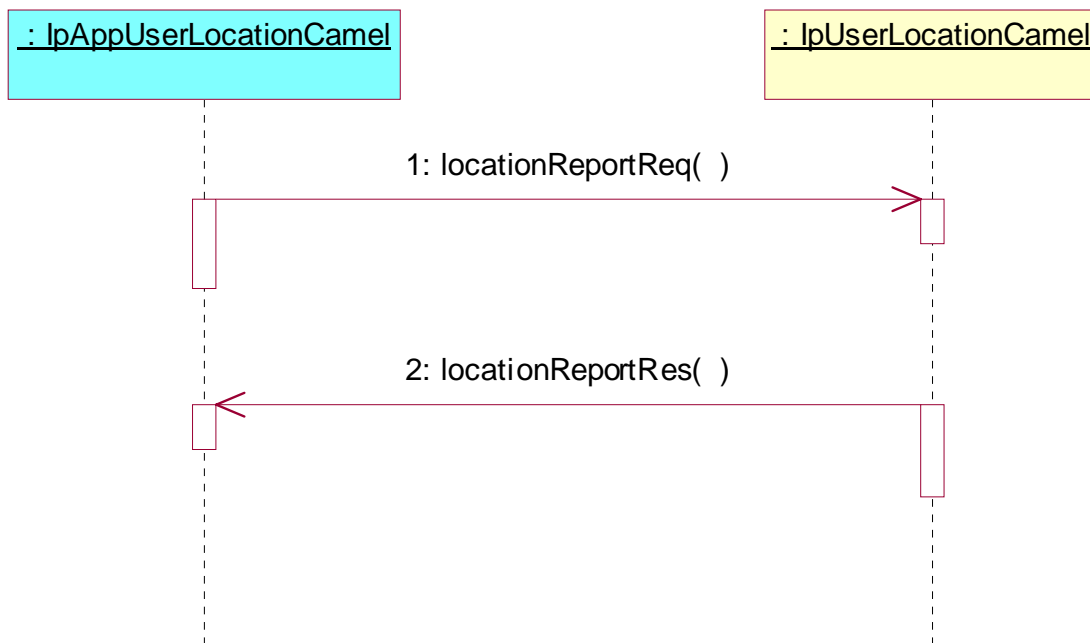 : IpAppUserLocationCamel
: IpUserLocationCamel
1: locationReportReq( )
2: locationReportRes( )